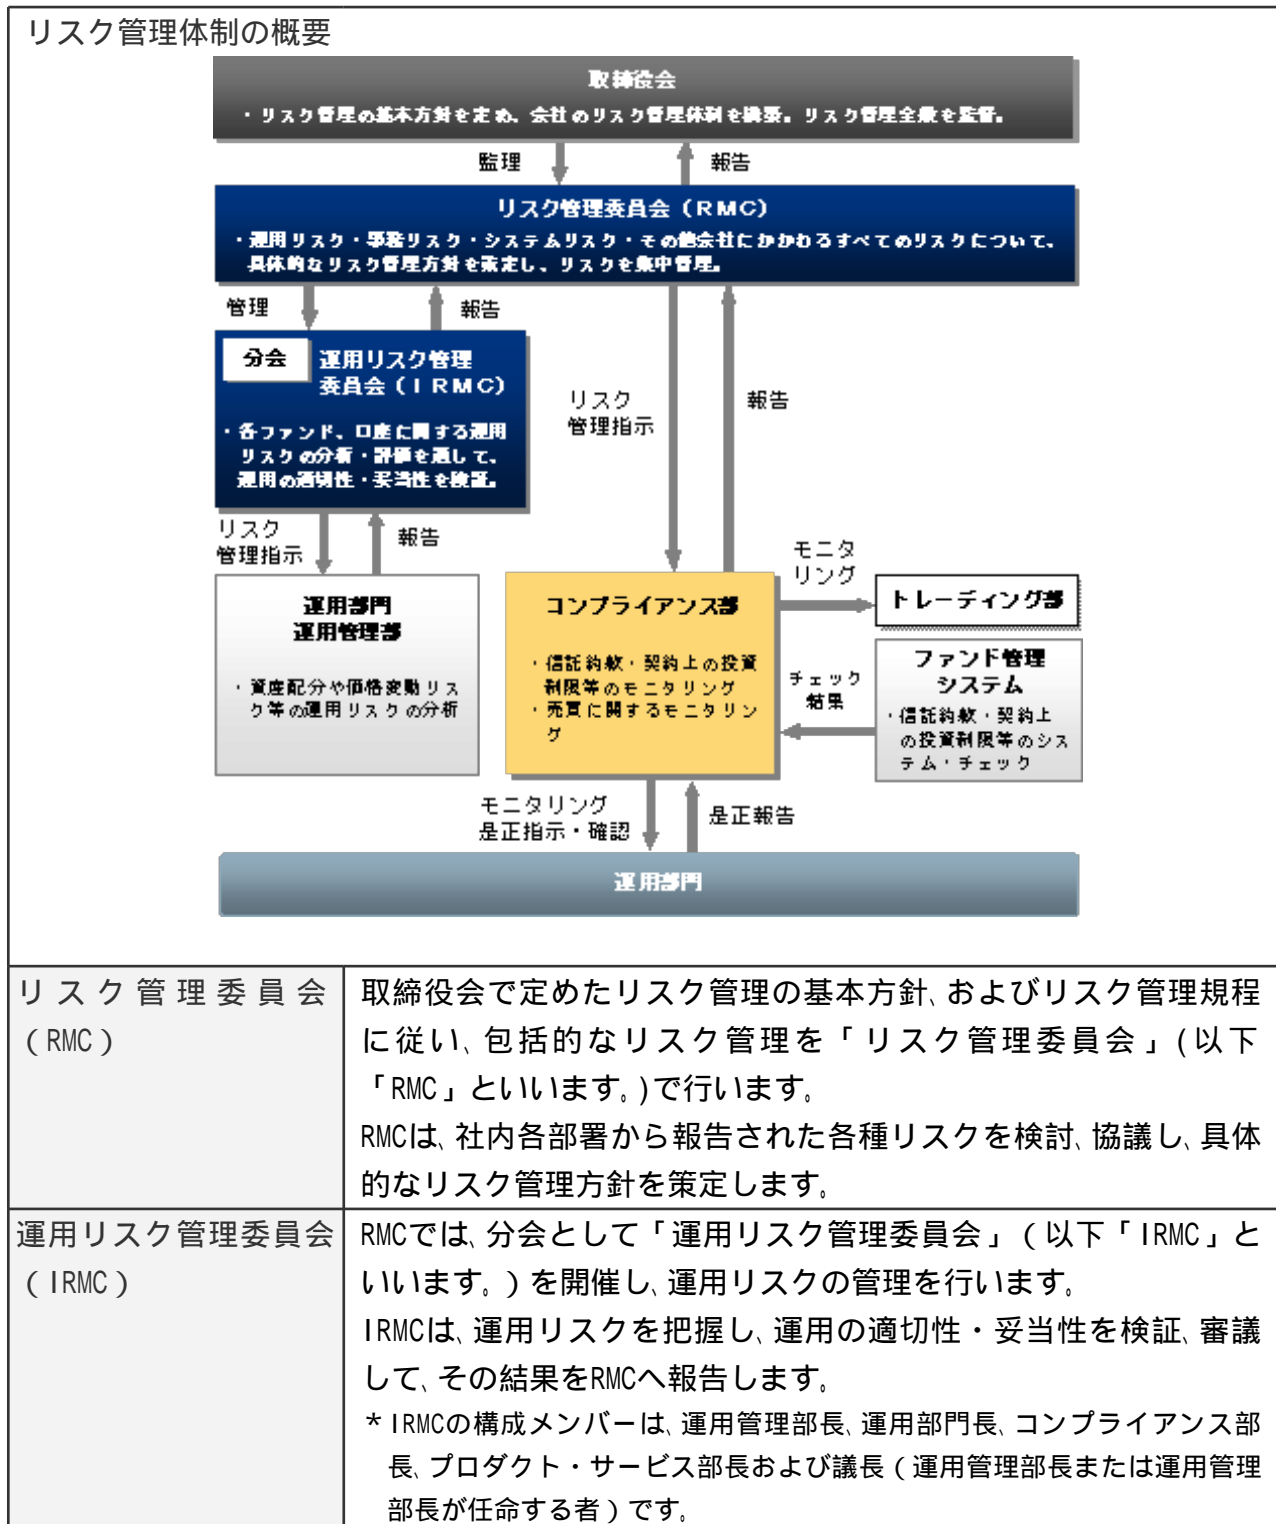 リスク管理体制の概要
取締役会
・リスク管理の基本方針を定め、会社のリスク管理体制を構築。リスク管理全般を監督。
監理
報告
リスク管理委員会（RMC）
・運用リスク・事務リスク・システムリスク・その他会社にかかわるすべてのリスクについて、
具体的なリスク管理方針を策定し、リスクを集中管理。
管理
報告
分会
運用リスク管理
委員会（IRMC）
・各ファンド、口座に関する運用
リスクの分析・評価を通して、
運用の適切性・妥当性を検証。
リスク
管理指示
報告
リスク
管理指示
報告
運用部門
運用管理部
・資産配分や価格変動リス
ク等の運用リスクの分析
コンプライアンス部
・信託約款・契約上の投資
制限等のモニタリング
・売買に関するモニタリン
グ
モニタ
リング
トレーディング部
チェック
結果
ファンド管理
システム
・信託約款・契約上
の投資制限等のシス
テム・チェック
モニタリング
是正指示・確認
是正報告
運用部門
リスク管理委員会
（RMC）
取締役会で定めたリスク管理の基本方針、およびリスク管理規程
に従い、包括的なリスク管理を「リスク管理委員会」(以下
「RMC」といいます。)で行います。
RMCは、社内各部署から報告された各種リスクを検討、協議し、具体
的なリスク管理方針を策定します。
運用リスク管理委員会
（IRMC）
RMCでは、分会として「運用リスク管理委員会」（以下「IRMC」と
いいます。）を開催し、運用リスクの管理を行います。
IRMCは、運用リスクを把握し、運用の適切性・妥当性を検証、審議
して、その結果をRMCへ報告します。
＊IRMCの構成メンバーは、運用管理部長、運用部門長、コンプライアンス部
長、プロダクト・サービス部長および議長（運用管理部長または運用管理
部長が任命する者）です。